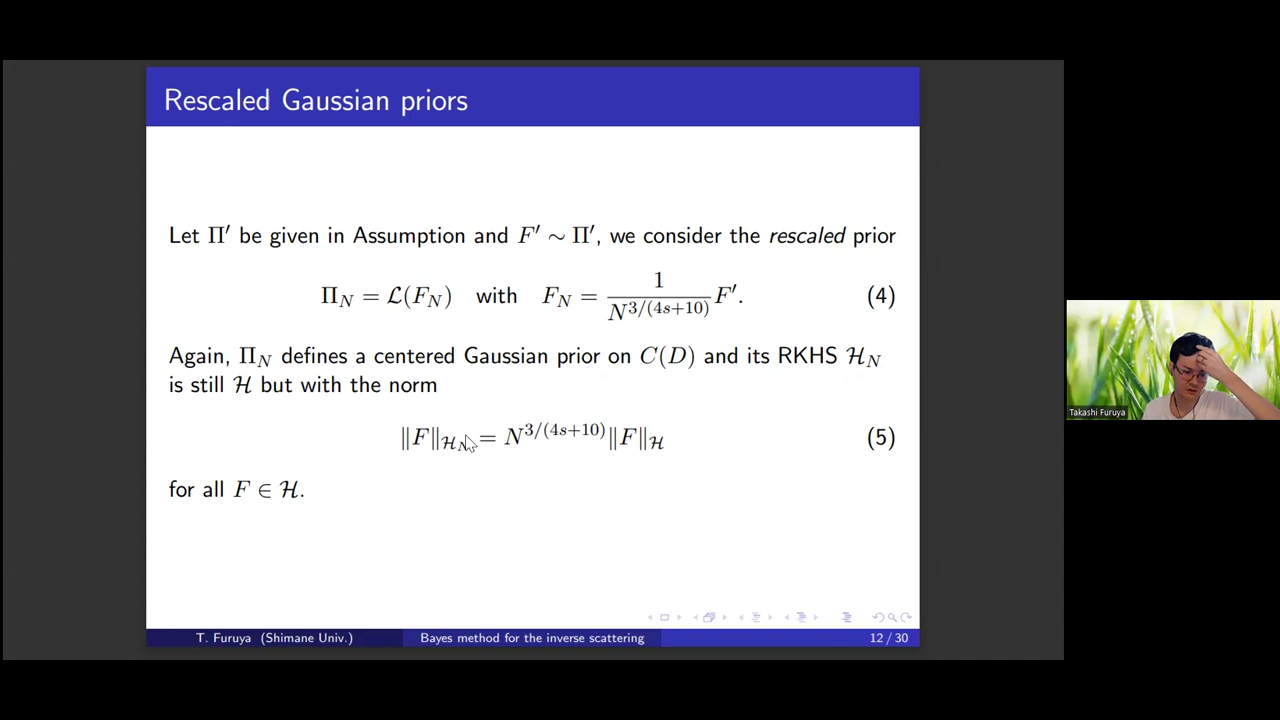 Rescaled Gaussian priors
Let Π′ be given in Assumption and F′ ∼ Π′, we consider the rescaled prior
Π_N = ℒ(F_N) with F_N = 1/N^{3/(4s+10)} F′. (4)
Again, Π_N defines a centered Gaussian prior on C(D) and its RKHS ℋ_N
is still ℋ but with the norm
‖F‖_{ℋ_N} = N^{3/(4s+10)}‖F‖_ℋ (5)
for all F ∈ ℋ.
T. Furuya (Shimane Univ.) Bayes method for the inverse scattering 12 / 30
Takashi Furuya